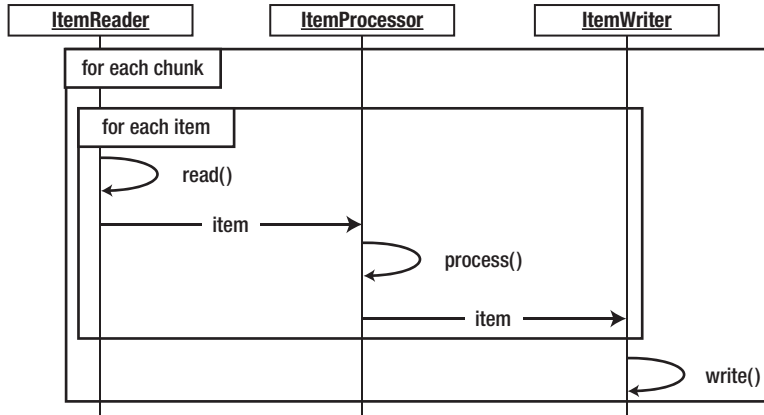 ItemReader
ItemProcessor
ItemWriter
for each chunk
for each item
read()
item
process()
item
write()